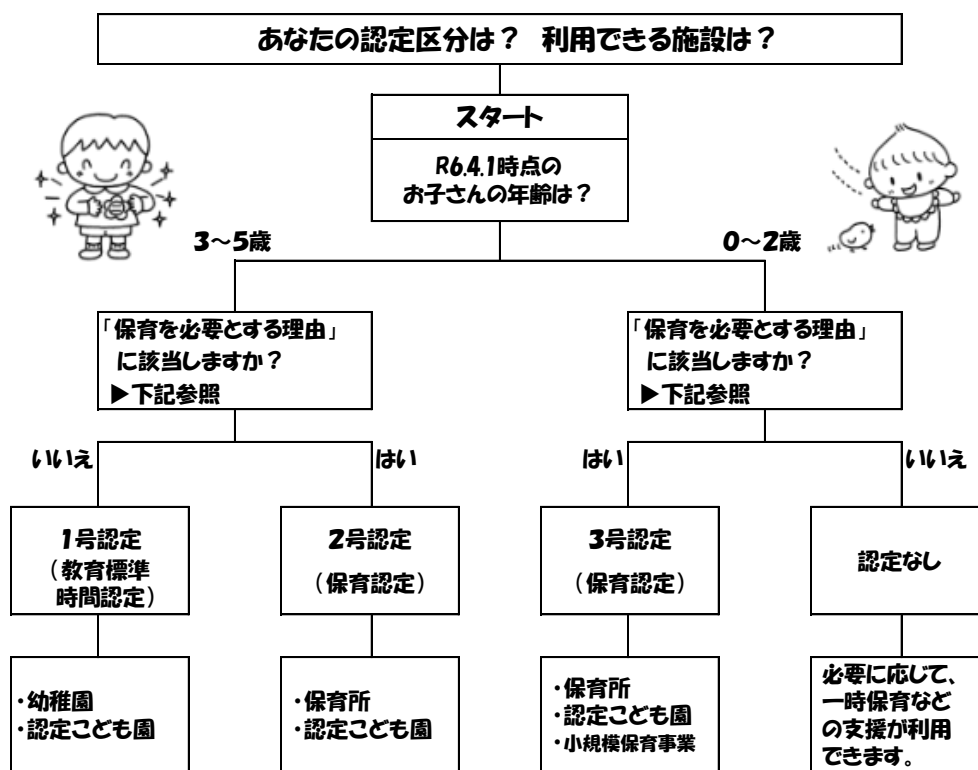 あなたの認定区分は？　利用できる施設は？
スタート
R6.4.1時点の
お子さんの年齢は？
3～5歳
0～2歳
「保育を必要とする理由」
に該当しますか？
▶下記参照
「保育を必要とする理由」
に該当しますか？
▶下記参照
いいえ
はい
はい
いいえ
1号認定
（教育標準
時間認定）
2号認定
（保育認定）
3号認定
（保育認定）
認定なし
・幼稚園
・認定こども園
・保育所
・認定こども園
・保育所
・認定こども園
・小規模保育事業
必要に応じて、
一時保育など
の支援が利用
できます。